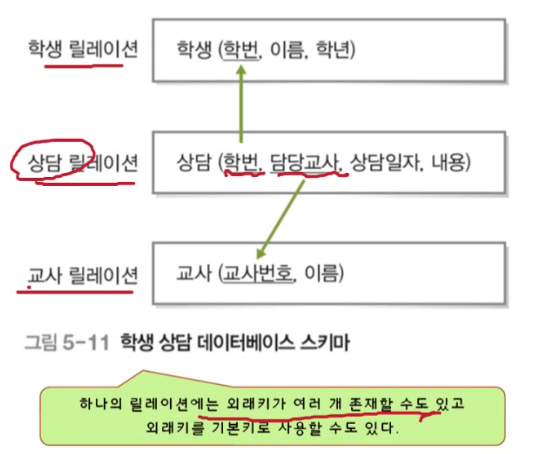 학생 릴레이션
학생 (학번, 이름, 학년)
상담 릴레이션
상담 (학번, 담당교사, 상담일자, 내용)
교사 릴레이션
교사 (교사번호, 이름)
그림 5-11 학생 상담 데이터베이스 스키마
하나의 릴레이션에는 외래키가 여러 개 존재할 수도 있고
외래키를 기본키로 사용할 수도 있다.